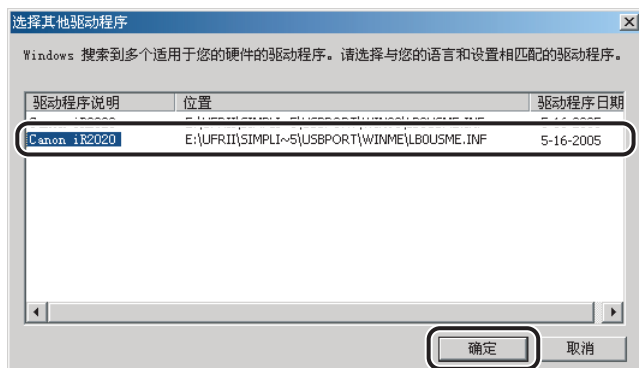 选择其他驱动程序
Windows 搜索到多个适用于您的硬件的驱动程序。请选择与您的语言和设置相匹配的驱动程序。
驱动程序说明 位置 驱动程序日期
Canon iR2020 E:\UFRII\SIMPLI~5\USBPORT\WINME\LB0USME.INF 5-16-2005
确定 取消